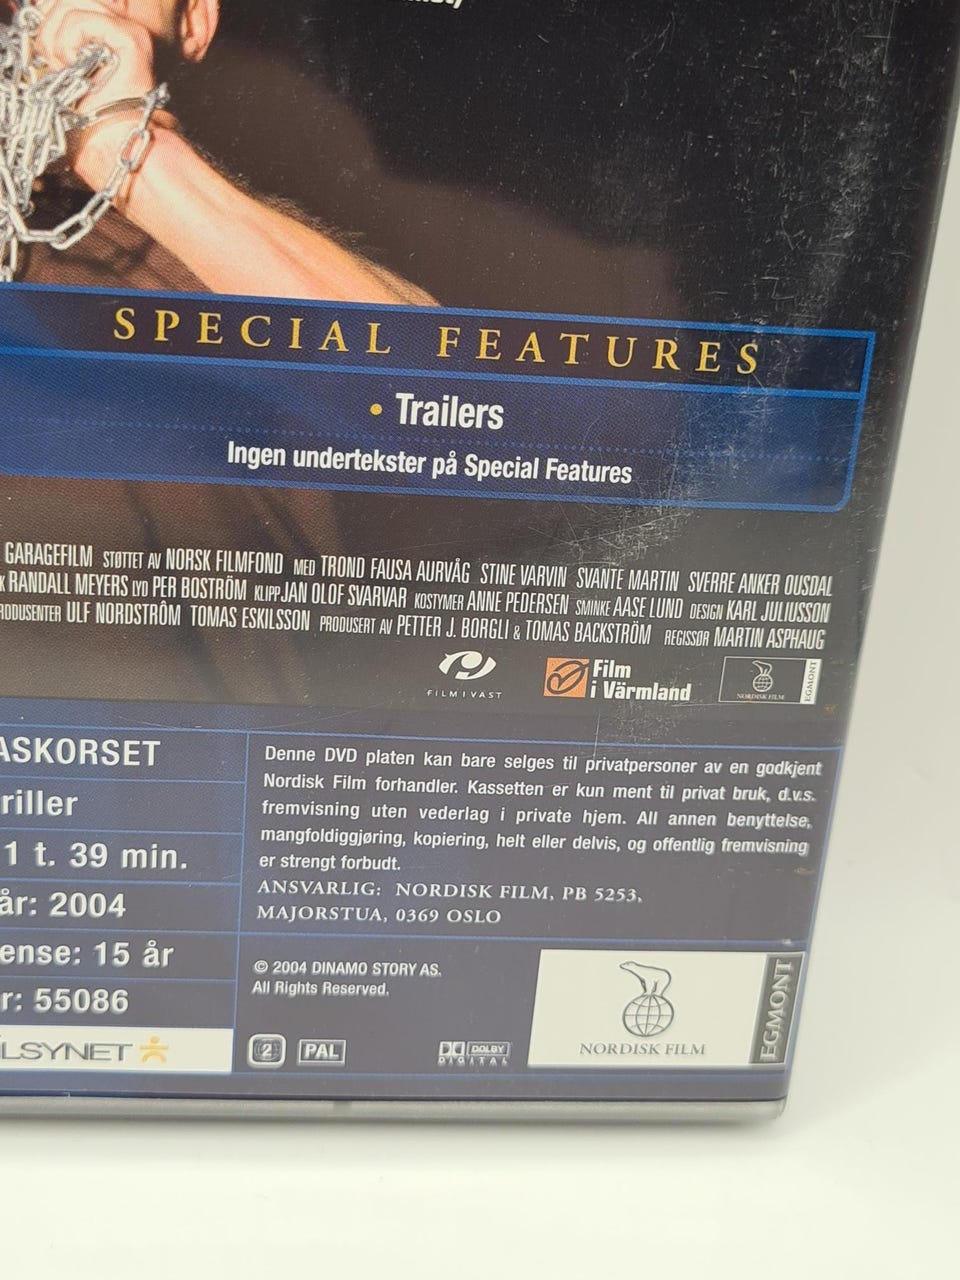 SPECIAL FEATURES
• Trailers
Ingen undertekster på Special Features
GARAGEFILM STØTTET AV NORSK FILMFOND MED TROND FAUSA AURVÅG STINE VARVIN SVANTE MARTIN SVERRE ANKER OUSDAL
RANDALL MEYERS LYD PER BOSTRÖM KLIPP JAN OLOF SVARVAR KOSTYMER ANNE PEDERSEN SMINKE AASE LUND DESIGN KARL JULIUSSON
RODUSENTER ULF NORDSTRÔM TOMAS ESKILSSON PRODUSERT AV PETTER J. BORGLI & TOMAS BACKSTRÖM REGISSØR MARTIN ASPHAUG
FILM I VÄST
Film
i Värmland
NORDISK FILM
EGMONT
ASKORSET
riller
1 t. 39 min.
år: 2004
ense: 15 år
r: 55086
ILSYNET
Denne DVD platen kan bare selges til privatpersoner av en godkjent
Nordisk Film forhandler. Kassetten er kun ment til privat bruk, d.v.s.
fremvisning uten vederlag i private hjem. All annen benyttelse,
mangfoldiggjøring, kopiering, helt eller delvis, og offentlig fremvisning
er strengt forbudt.
ANSVARLIG: NORDISK FILM, PB 5253,
MAJORSTUA, 0369 OSLO
© 2004 DINAMO STORY AS.
All Rights Reserved.
2
PAL
DOLBY
DIGITAL
NORDISK FILM
EGMONT